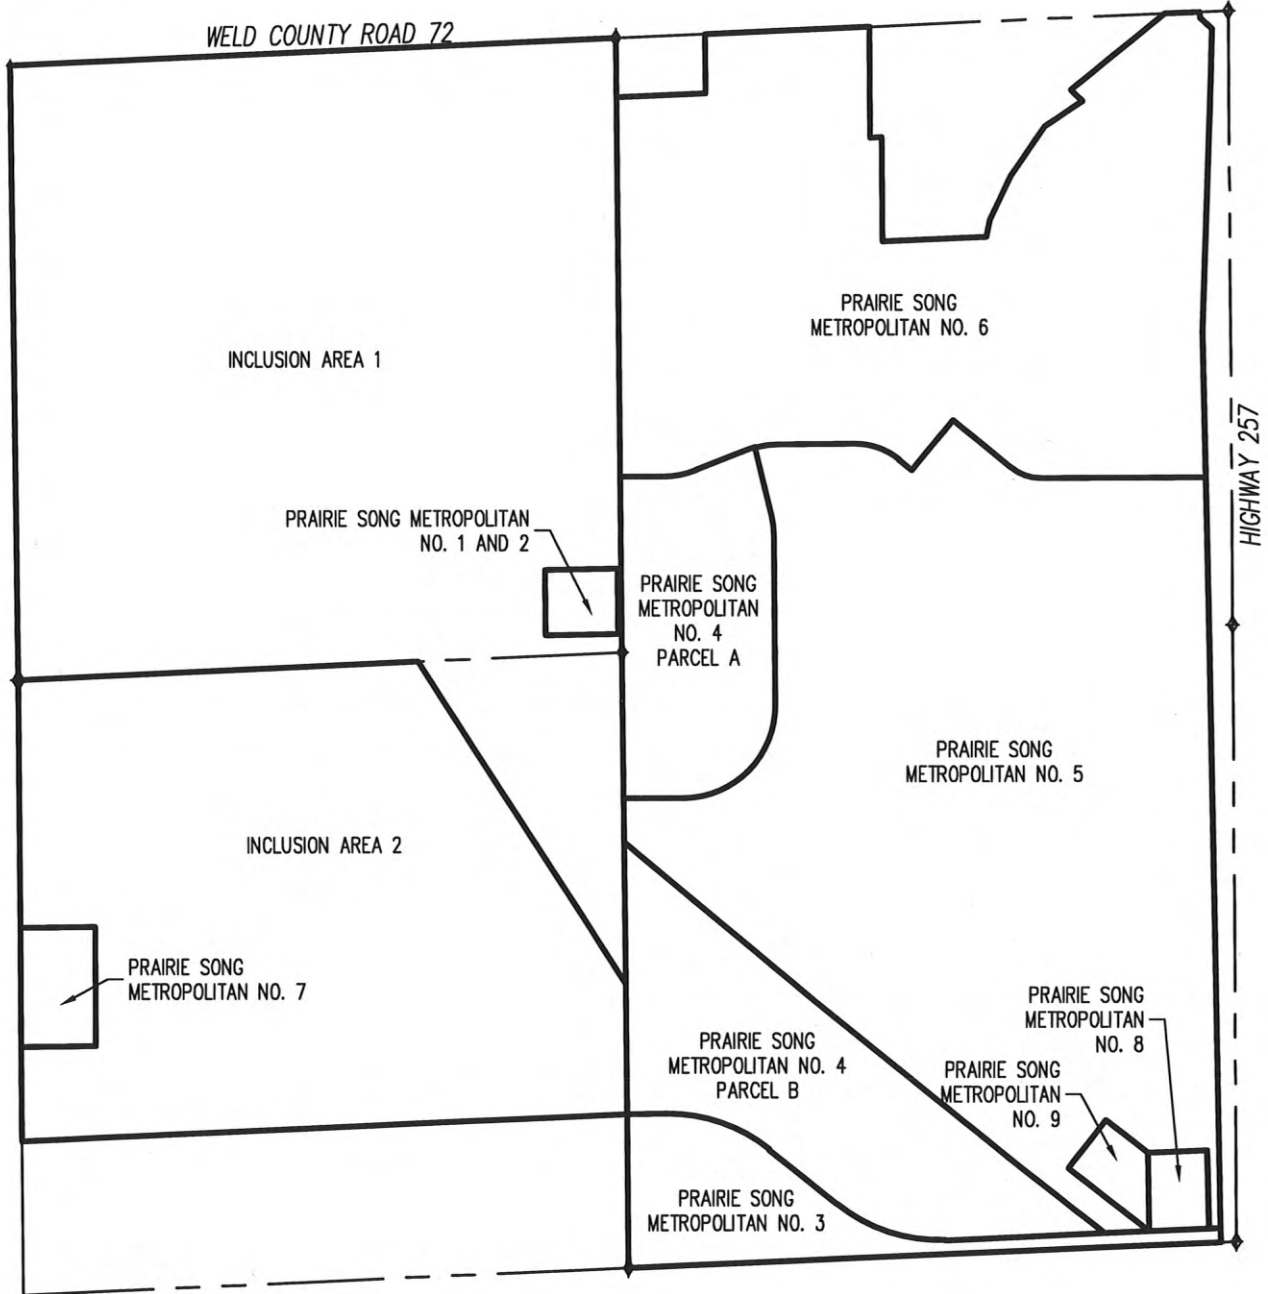 WELD COUNTY ROAD 72
PRAIRIE SONG
METROPOLITAN NO. 6
INCLUSION AREA 1
HIGHWAY 257
PRAIRIE SONG METROPOLITAN
NO. 1 AND 2
PRAIRIE SONG
METROPOLITAN
NO. 4
PARCEL A
PRAIRIE SONG
METROPOLITAN NO. 5
INCLUSION AREA 2
PRAIRIE SONG
METROPOLITAN NO. 7
PRAIRIE SONG
METROPOLITAN
NO. 8
PRAIRIE SONG
METROPOLITAN NO. 4
PARCEL B
PRAIRIE SONG
METROPOLITAN
NO. 9
PRAIRIE SONG
METROPOLITAN NO. 3